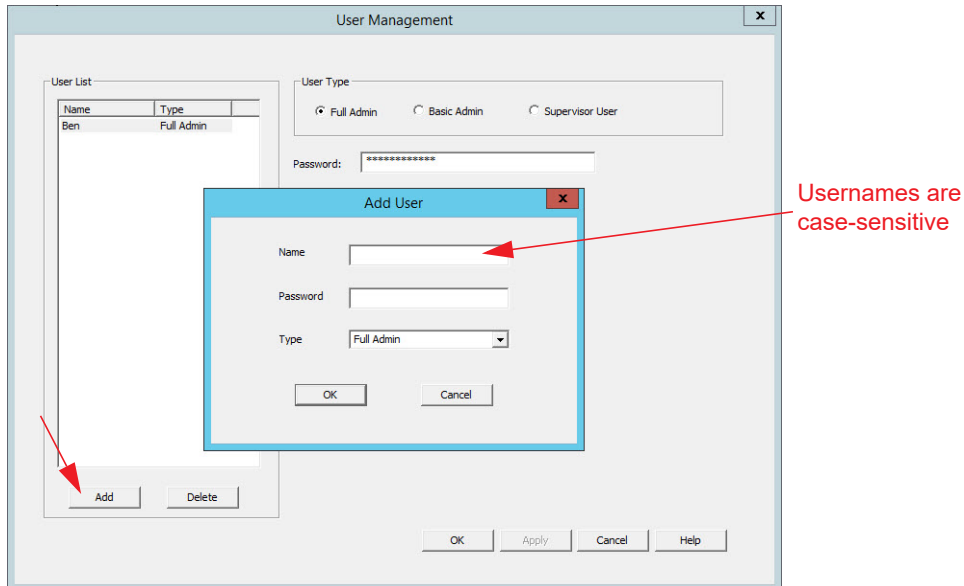 User Management
x
User List
User Type
Name Type
Ben Full Admin
Full Admin Basic Admin Supervisor User
Password: ************
Add User
x
Name
Password
Type Full Admin
OK Cancel
Usernames are
case-sensitive
Add Delete
OK Apply Cancel Help